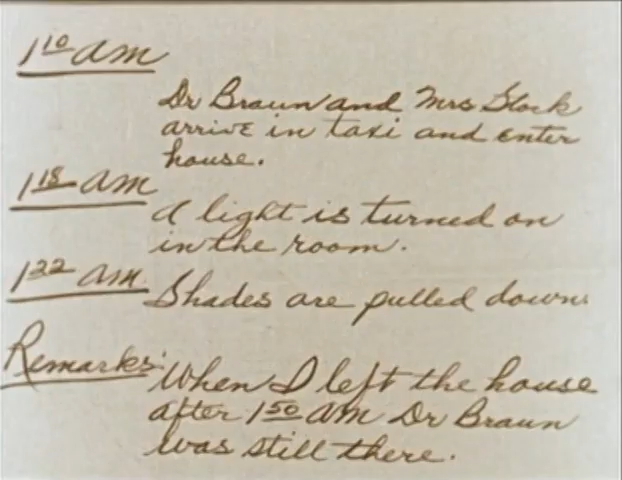 1¹⁰ am
Dr Braun and Mrs Glock
arrive in taxi and enter
house.
1¹⁸ am
A light is turned on
in the room.
1²² am
Shades are pulled down.
Remarks:
When I left the house
after 1⁵⁰ am Dr Braun
was still there.